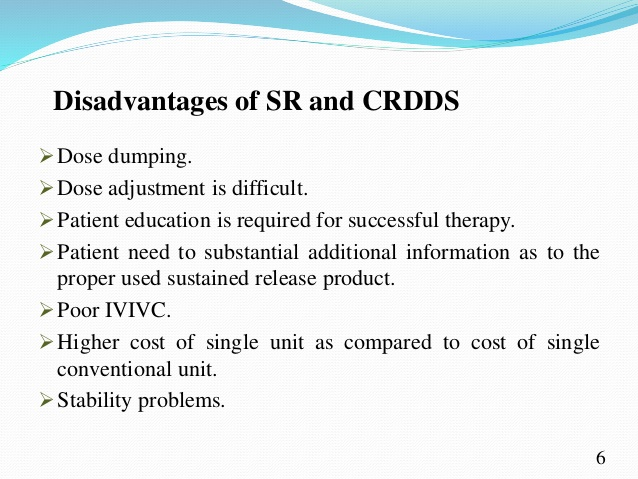 Disadvantages of SR and CRDDS
➢Dose dumping.
➢Dose adjustment is difficult.
➢Patient education is required for successful therapy.
➢Patient need to substantial additional information as to the
proper used sustained release product.
➢Poor IVIVC.
➢Higher cost of single unit as compared to cost of single
conventional unit.
➢Stability problems.
6